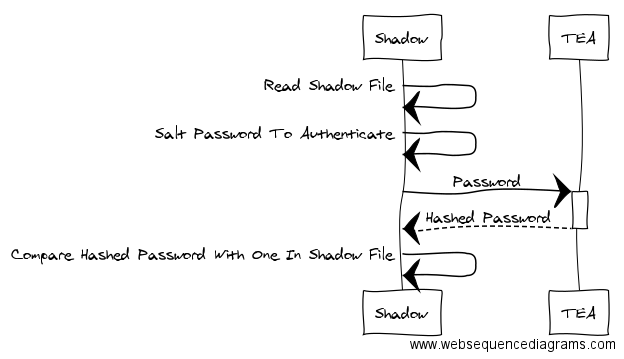 Shadow
TEA
Read Shadow File
Salt Password To Authenticate
Password
Hashed Password
Compare Hashed Password With One In Shadow File
Shadow
TEA
www.websequencediagrams.com